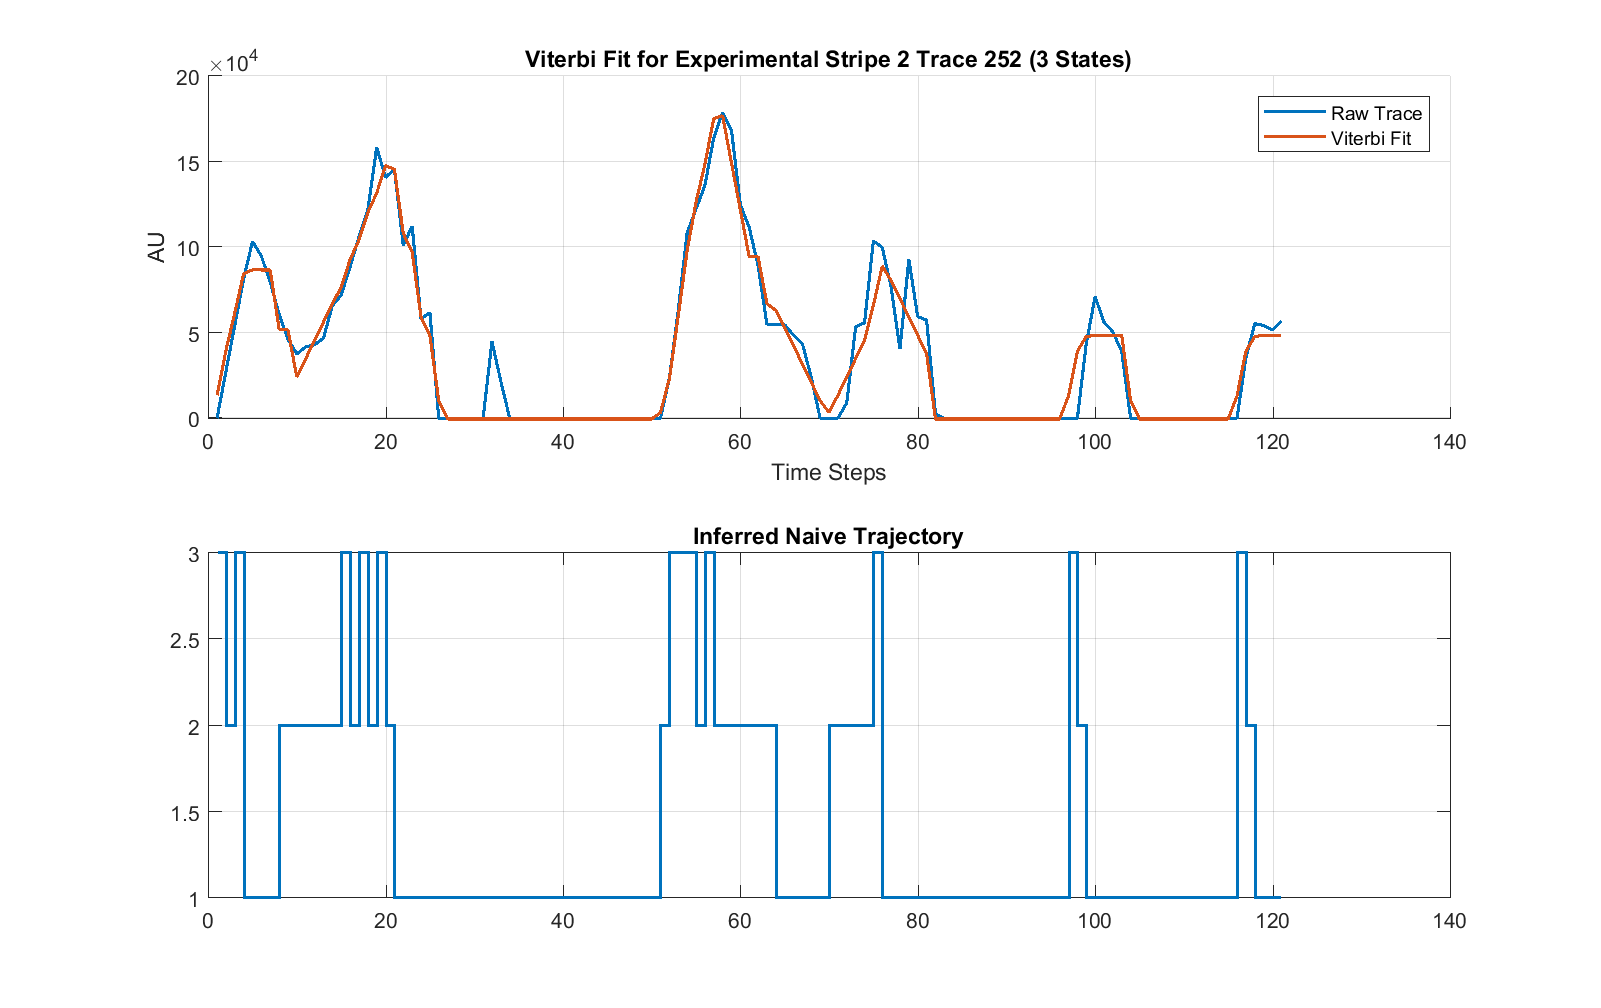 Viterbi Fit for Experimental Stripe 2 Trace 252 (3 States)
×10^4
20
15
10
5
0
AU
Raw Trace
Viterbi Fit
0 20 40 60 80 100 120 140
Time Steps
Inferred Naive Trajectory
3
2.5
2
1.5
1
0 20 40 60 80 100 120 140